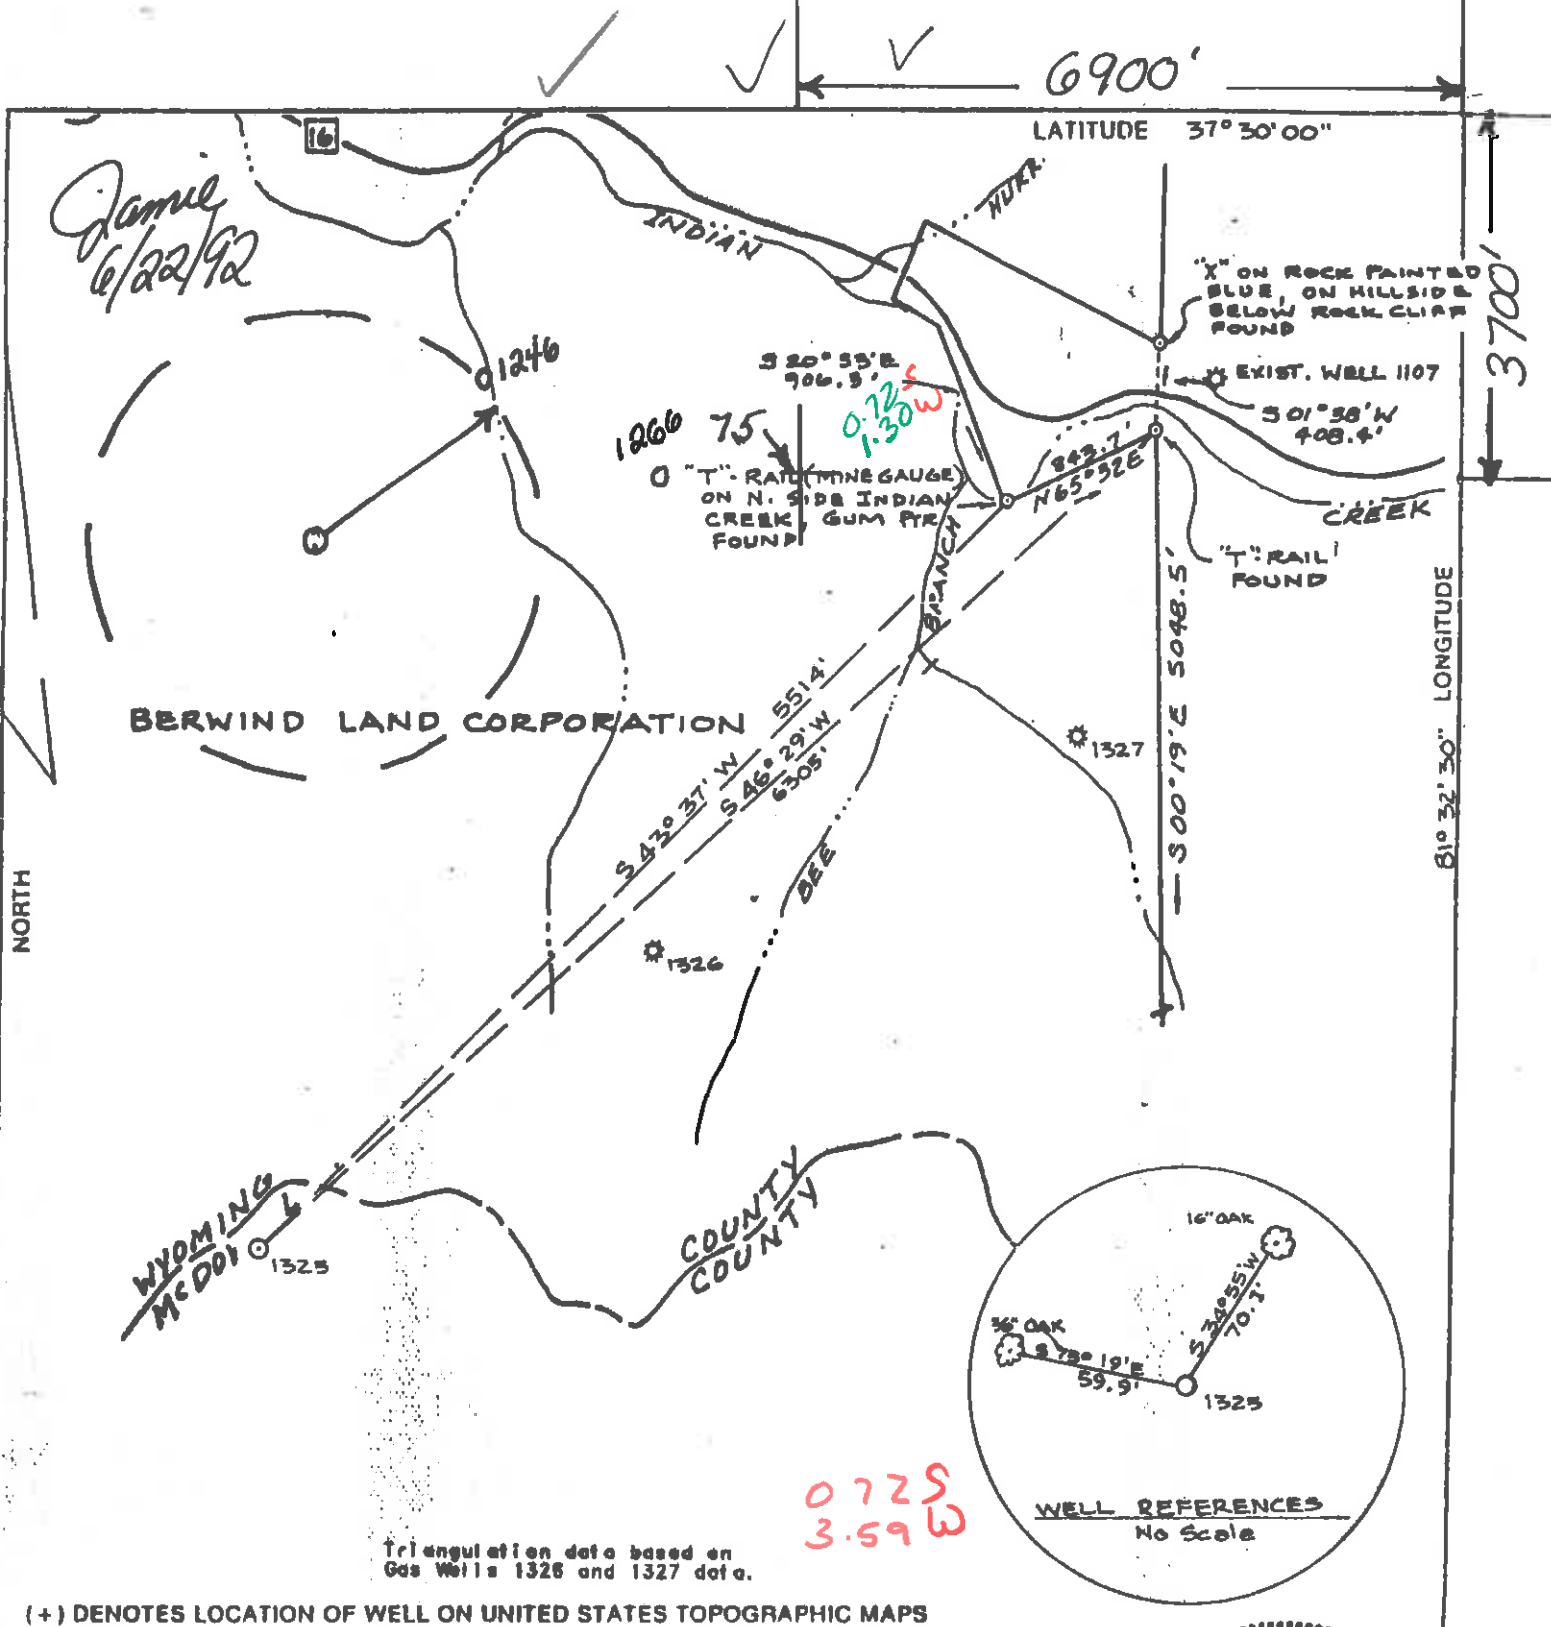 6900'
LATITUDE 37°30'00"
16
Jamie
6/22/92
HURR.
INDIAN
"X" ON ROCK PAINTED
BLUE, ON HILLSIDE
BELOW ROCK CLIFF
FOUND
3700'
1246
S 20° 53' E
906.3'
EXIST. WELL 1107
S 01° 38' W
408.4'
0.72 S
1.30 W
1266
75
"T"-RAIL (MINE GAUGE)
ON N. SIDE INDIAN
CREEK, GUM PTR
FOUND
843.7'
N 65° 32 E
CREEK
"T" RAIL
FOUND
BRANCH
S 00° 19' E 5048.5'
81° 32' 30" LONGITUDE
BERWIND LAND CORPORATION
S 43° 37' W 5514'
S 46° 29' W
6305'
1327
BEE
NORTH
1326
WYOMING COUNTY
McDO COUNTY
1325
16" OAK
S 34° 55' W
70.1'
36" OAK
S 75° 19' E
59.9'
1325
WELL REFERENCES
No Scale
0 72 S
3.59 W
Triangulation data based on
Gas Wells 1326 and 1327 data.
(+) DENOTES LOCATION OF WELL ON UNITED STATES TOPOGRAPHIC MAPS